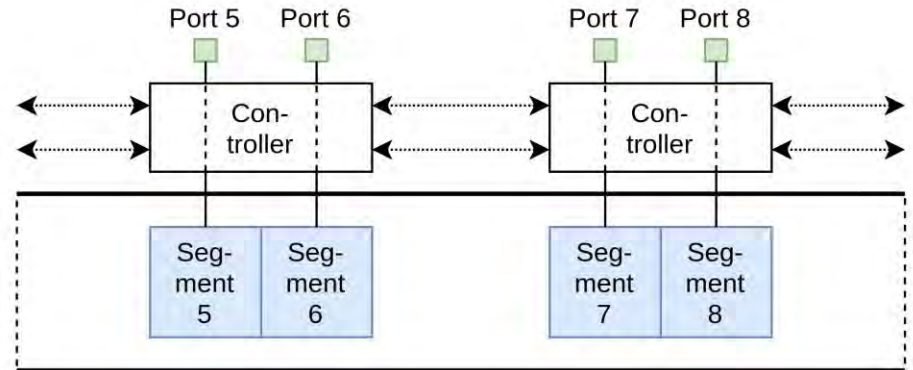 Port 5 Port 6 Port 7 Port 8
Con-
troller
Con-
troller
Seg-
ment
5
Seg-
ment
6
Seg-
ment
7
Seg-
ment
8